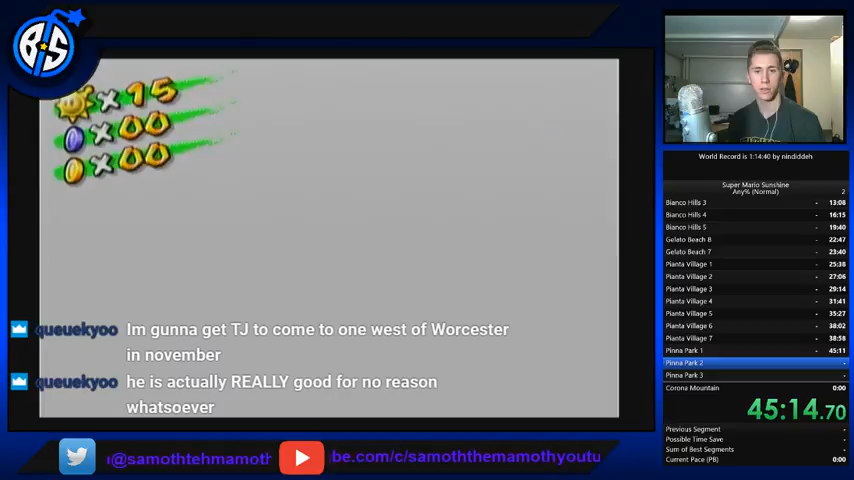 BS
× 15
× 00
× 00
queuekyoo Im gunna get TJ to come to one west of Worcester
in november
queuekyoo he is actually REALLY good for no reason
whatsoever
@samothtehmamoth
be.com/c/samoththemamothyoutu
World Record is 1:14:40 by nindiddeh
Super Mario Sunshine
Any% (Normal) 2
Bianco Hills 3 - 13:08
Bianco Hills 4 - 16:15
Bianco Hills 5 - 19:40
Gelato Beach 8 - 22:47
Gelato Beach 7 - 23:40
Pianta Village 1 - 25:38
Pianta Village 2 - 27:06
Pianta Village 3 - 29:14
Pianta Village 4 - 31:41
Pianta Village 5 - 35:27
Pianta Village 6 - 38:02
Pianta Village 7 - 38:58
Pinna Park 1 - 45:11
Pinna Park 2 -
Pinna Park 3 -
Corona Mountain 0:00
45:14.70
Previous Segment -
Possible Time Save -
Sum of Best Segments -
Current Pace (PB) 0:00